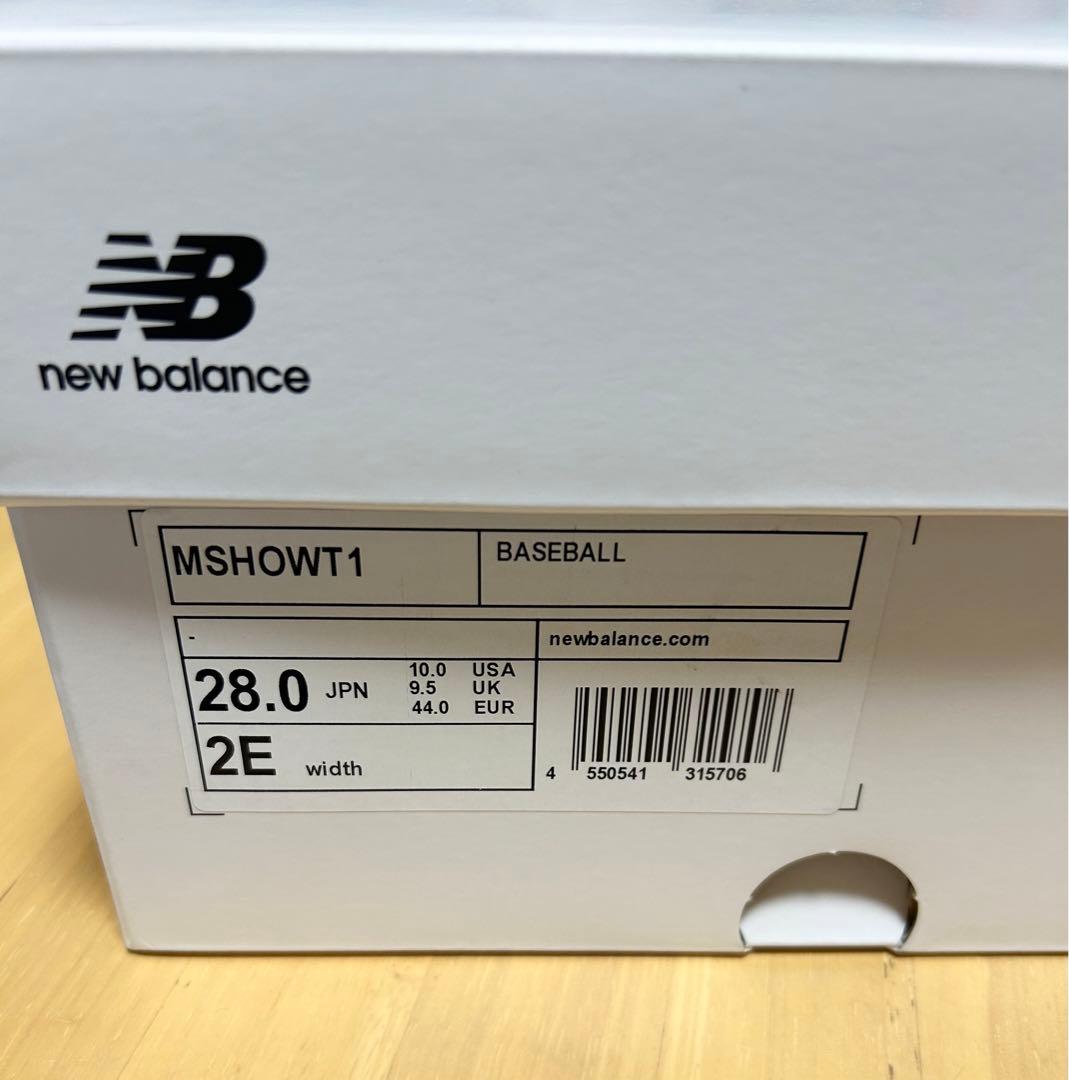 NB
new balance
MSHOWT1
BASEBALL
-
newbalance.com
28.0 JPN
10.0 USA
9.5 UK
44.0 EUR
2E width
4 550541 315706